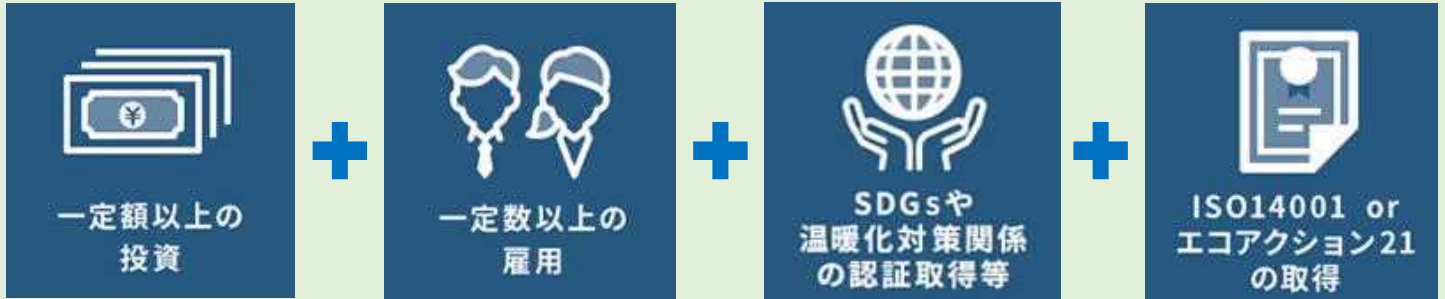 ¥
一定額以上の
投資
一定数以上の
雇用
SDGsや
温暖化対策関係
の認証取得等
ISO14001 or
エコアクション21
の取得